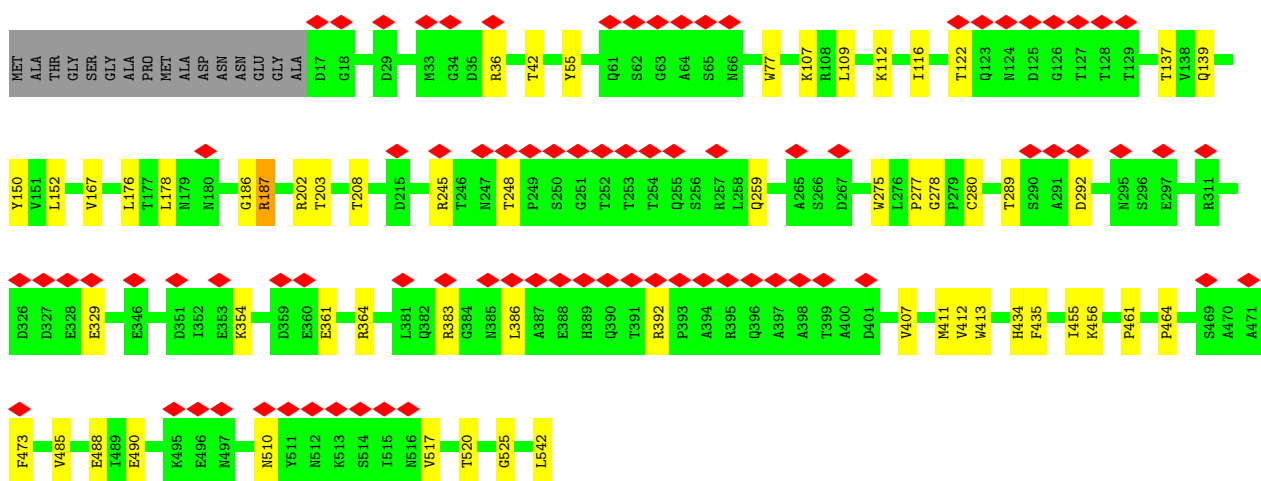 MET ALA THR GLY SER GLY ALA PRO MET ALA ASP ASN ASN GLU GLY ALA D17 G18 D29 M33 G34 D35 R36 T42 Y55 Q61 S62 G63 A64 S65 N66 W77 K107 R108 L109 K112 I116 T122 Q123 N124 D125 G126 T127 T128 T129 T137 V138 Q139
Y150 V151 L152 V167 L176 T177 L178 N179 N180 G186 R187 R202 T203 T208 D215 R245 T246 N247 T248 P249 S250 G251 T252 T253 T254 Q255 S256 R257 L258 Q259 A265 S266 D267 W275 L276 P277 G278 P279 C280 T289 S290 A291 D292 N295 S296 E297 R311
D326 D327 E328 E329 E346 D351 I352 E353 K354 D359 E360 E361 R364 L381 Q382 R383 G384 N385 L386 A387 E388 H389 Q390 T391 R392 P393 A394 R395 Q396 A397 A398 T399 A400 D401 V407 M411 V412 W413 H434 F435 I455 K456 P461 P464 S469 A470 A471
F473 V485 E488 I489 E490 K495 E496 N497 N510 Y511 N512 K513 S514 I515 N516 V517 T520 G525 L542